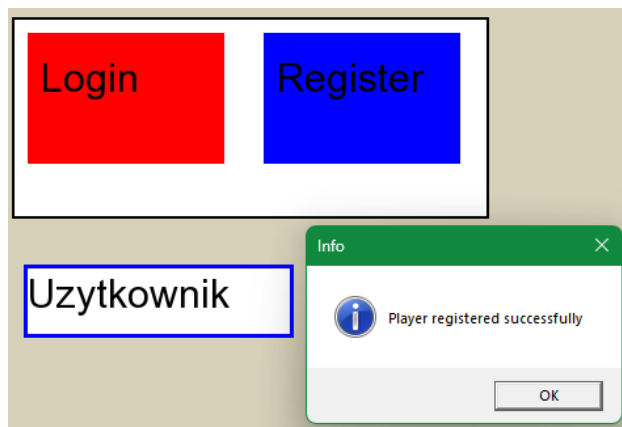 Login
Register
Uzytkownik
Info
Player registered successfully
OK